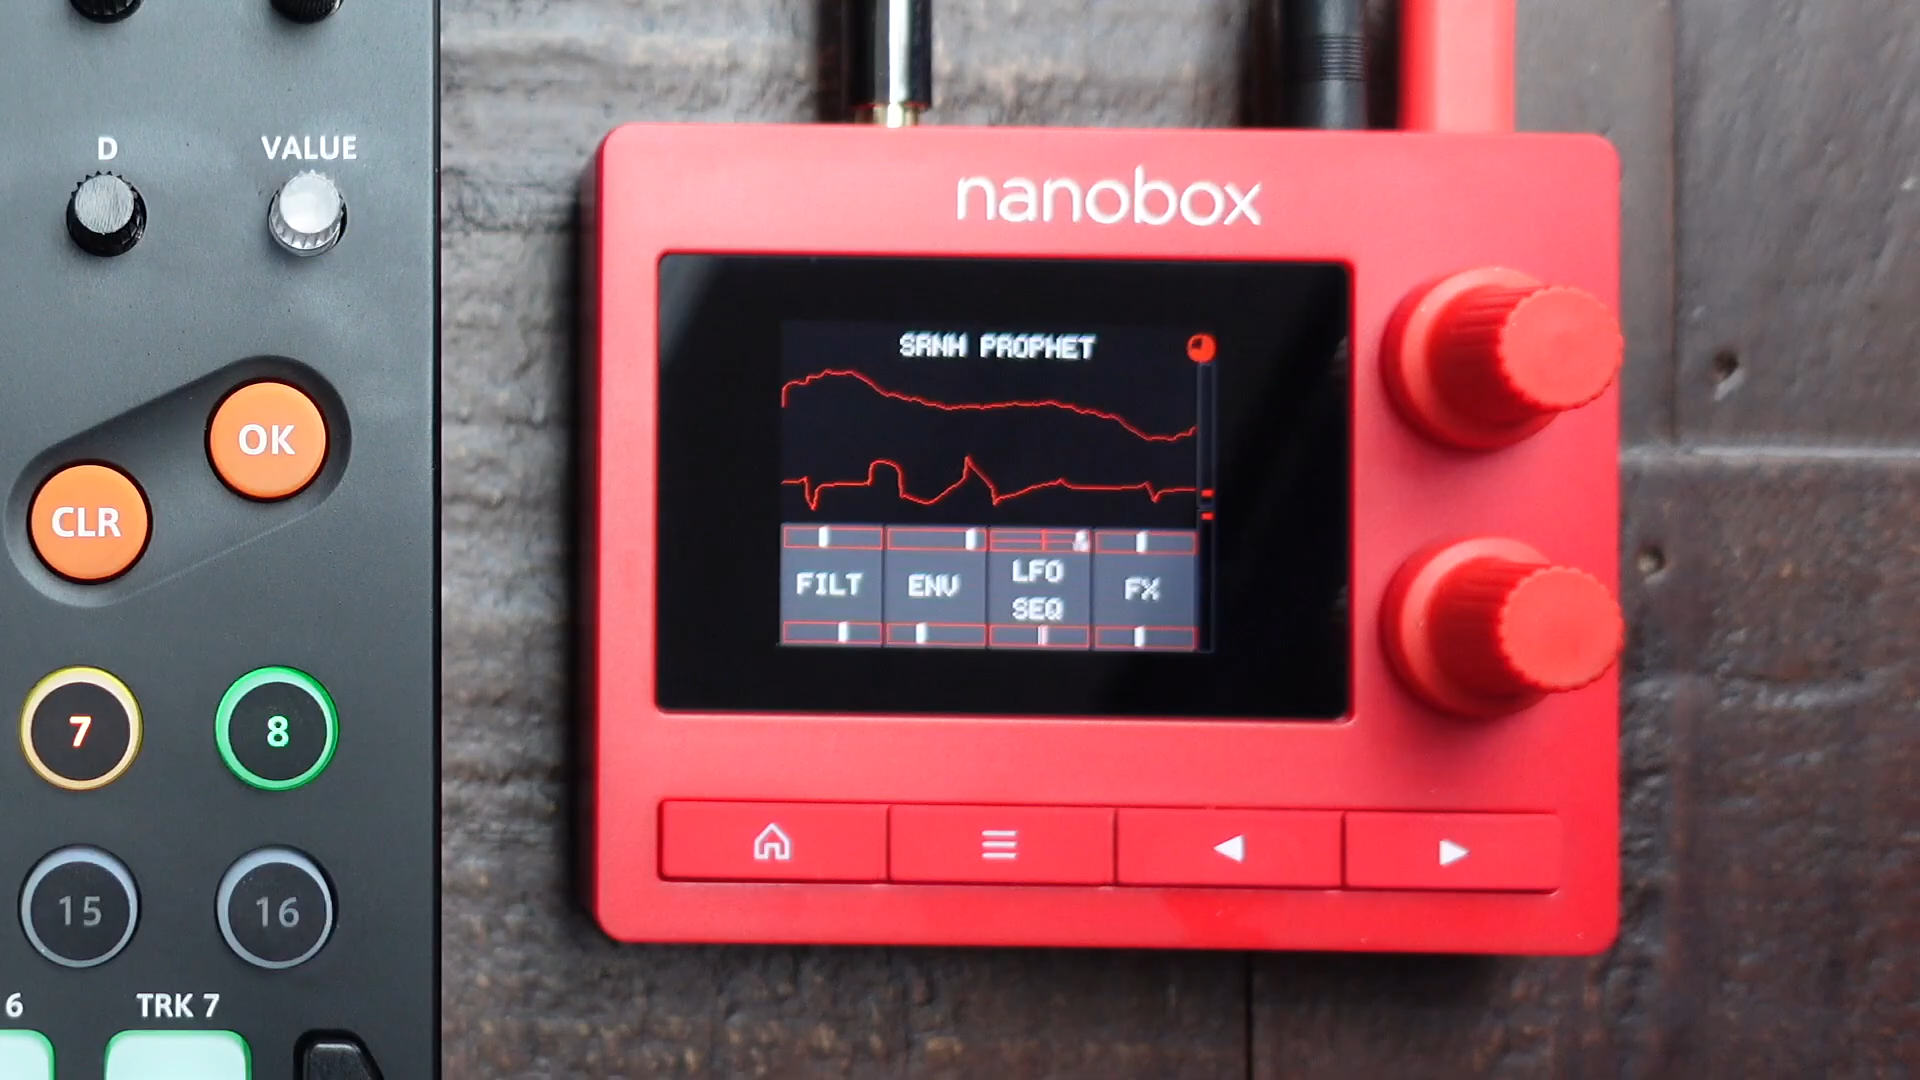 D
VALUE
OK
CLR
7
8
15
16
6
TRK 7
nanobox
SRNH PROPHET
FILT
ENV
LFO
SEQ
FX